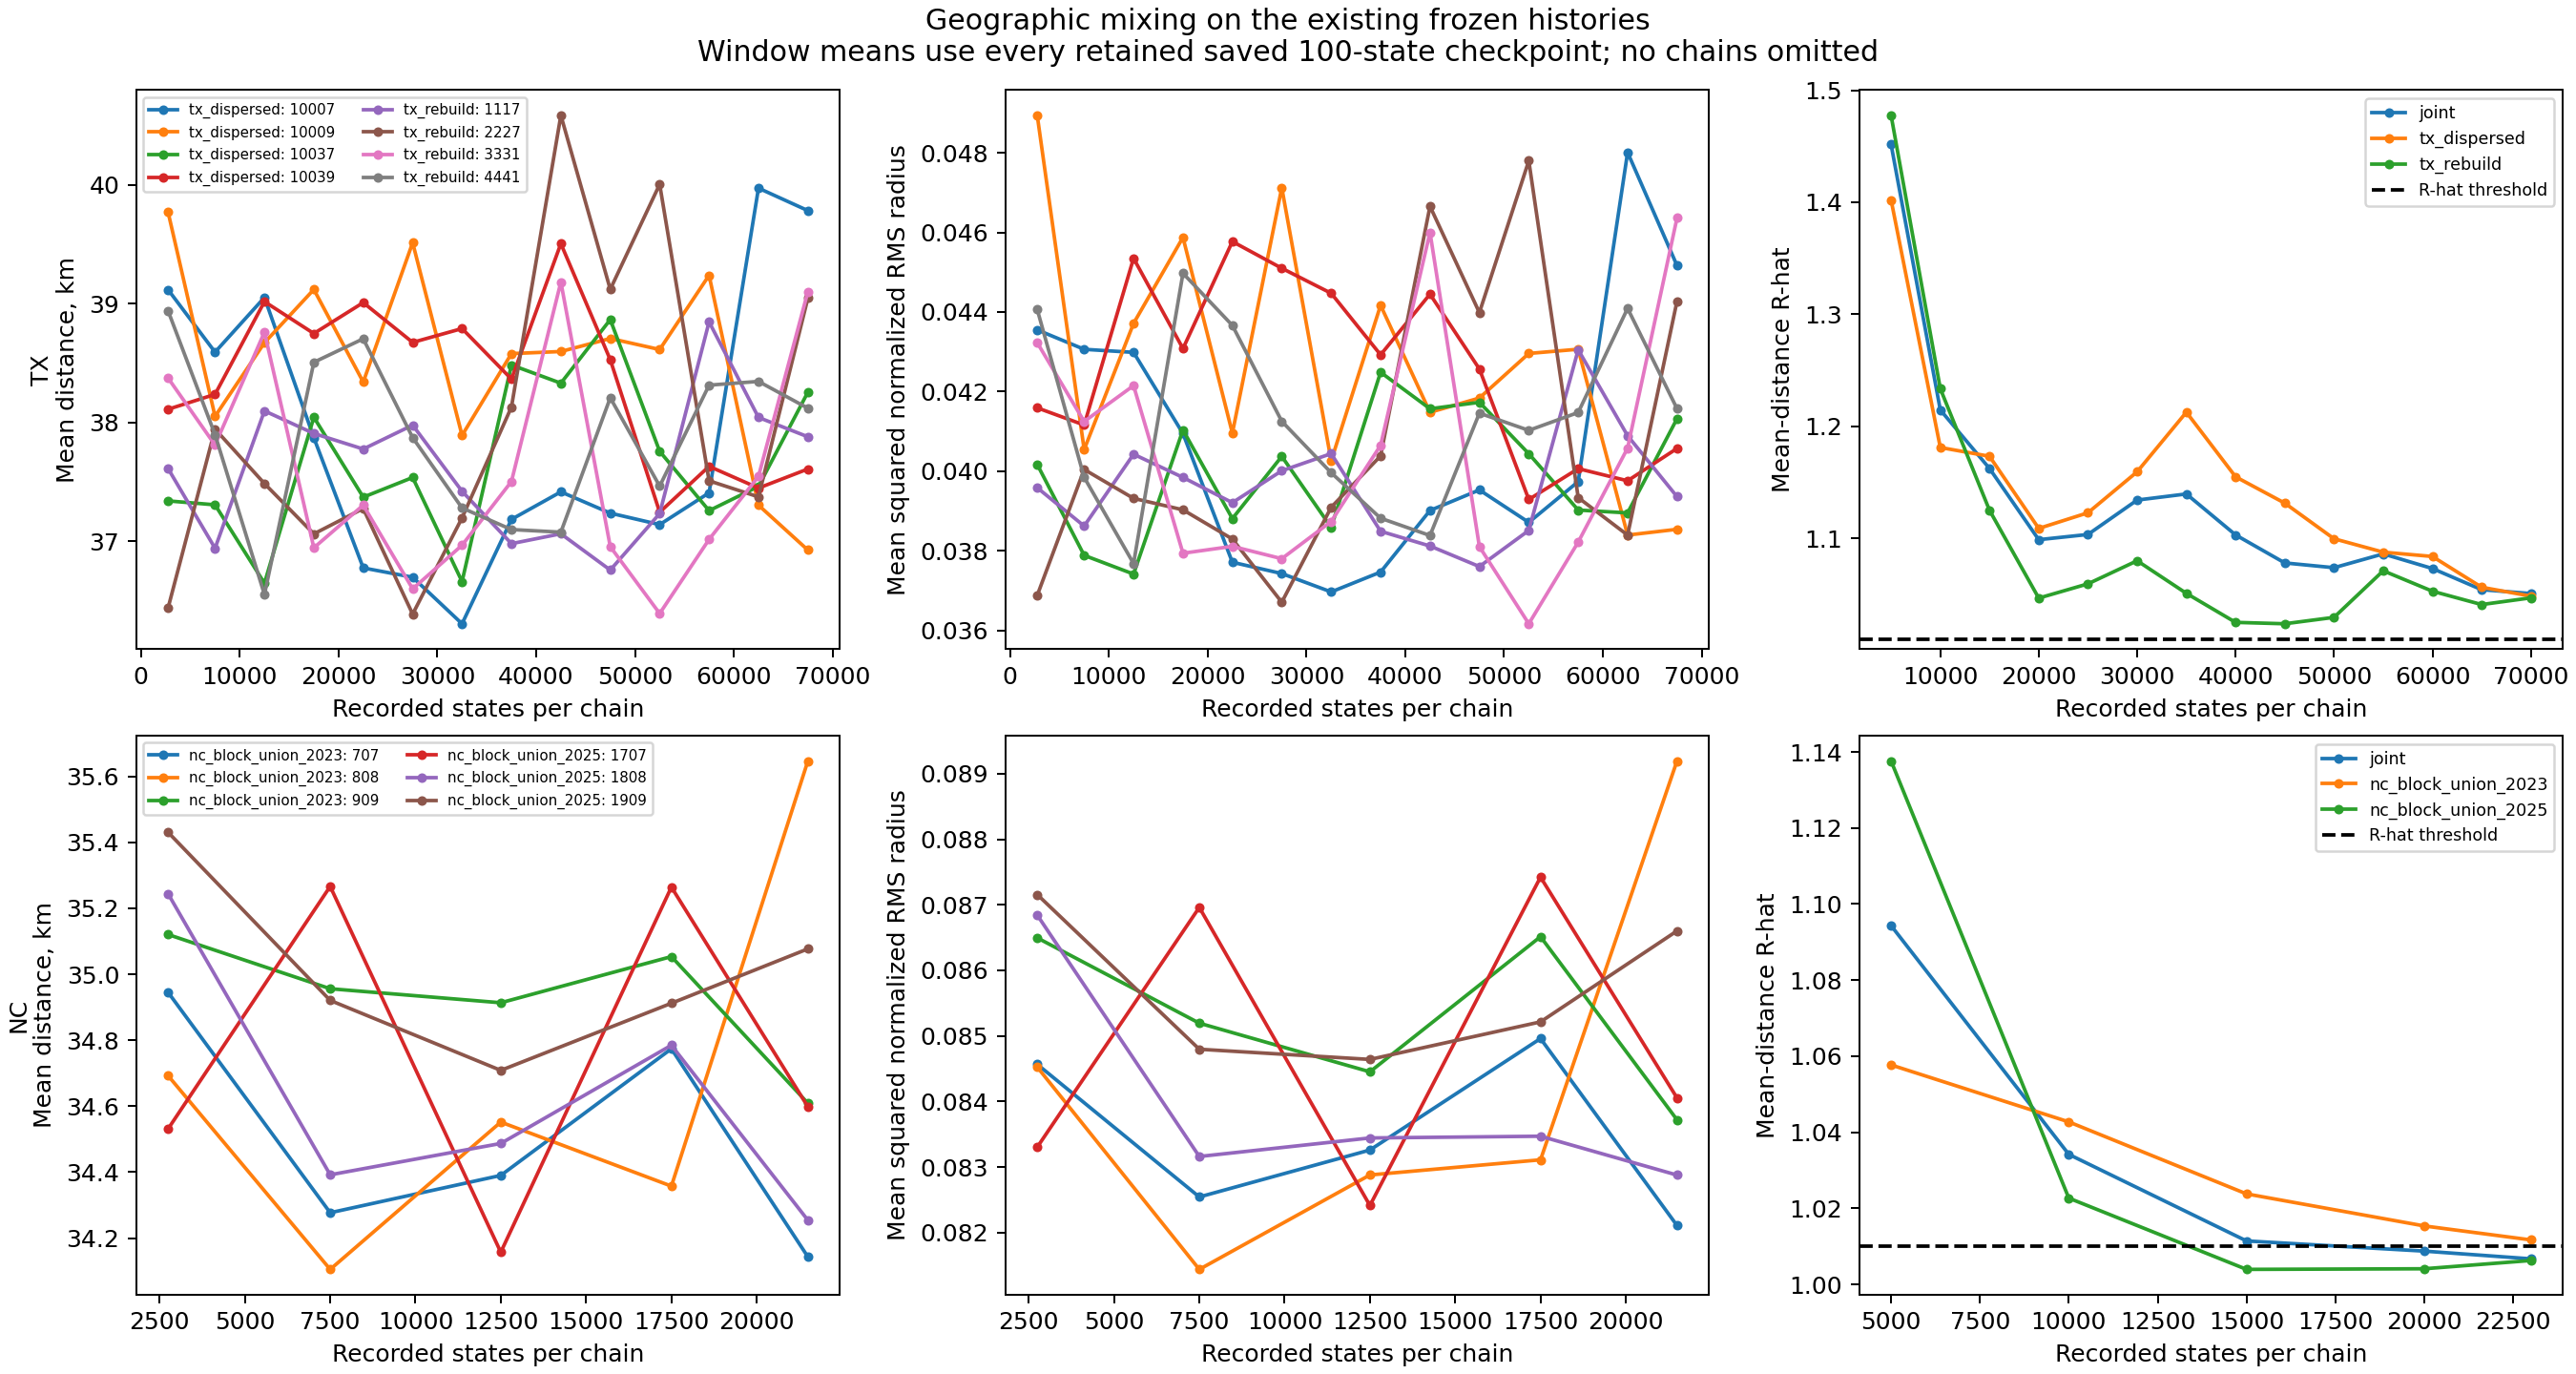 Geographic mixing on the existing frozen histories
Window means use every retained saved 100-state checkpoint; no chains omitted
TX
Mean distance, km
40
39
38
37
tx_dispersed: 10007
tx_dispersed: 10009
tx_dispersed: 10037
tx_dispersed: 10039
tx_rebuild: 1117
tx_rebuild: 2227
tx_rebuild: 3331
tx_rebuild: 4441
0 10000 20000 30000 40000 50000 60000 70000
Recorded states per chain
Mean squared normalized RMS radius
0.048
0.046
0.044
0.042
0.040
0.038
0.036
0 10000 20000 30000 40000 50000 60000 70000
Recorded states per chain
Mean-distance R-hat
1.5
1.4
1.3
1.2
1.1
joint
tx_dispersed
tx_rebuild
R-hat threshold
10000 20000 30000 40000 50000 60000 70000
Recorded states per chain
NC
Mean distance, km
35.6
35.4
35.2
35.0
34.8
34.6
34.4
34.2
nc_block_union_2023: 707
nc_block_union_2023: 808
nc_block_union_2023: 909
nc_block_union_2025: 1707
nc_block_union_2025: 1808
nc_block_union_2025: 1909
2500 5000 7500 10000 12500 15000 17500 20000
Recorded states per chain
Mean squared normalized RMS radius
0.089
0.088
0.087
0.086
0.085
0.084
0.083
0.082
2500 5000 7500 10000 12500 15000 17500 20000
Recorded states per chain
Mean-distance R-hat
1.14
1.12
1.10
1.08
1.06
1.04
1.02
1.00
joint
nc_block_union_2023
nc_block_union_2025
R-hat threshold
5000 7500 10000 12500 15000 17500 20000 22500
Recorded states per chain